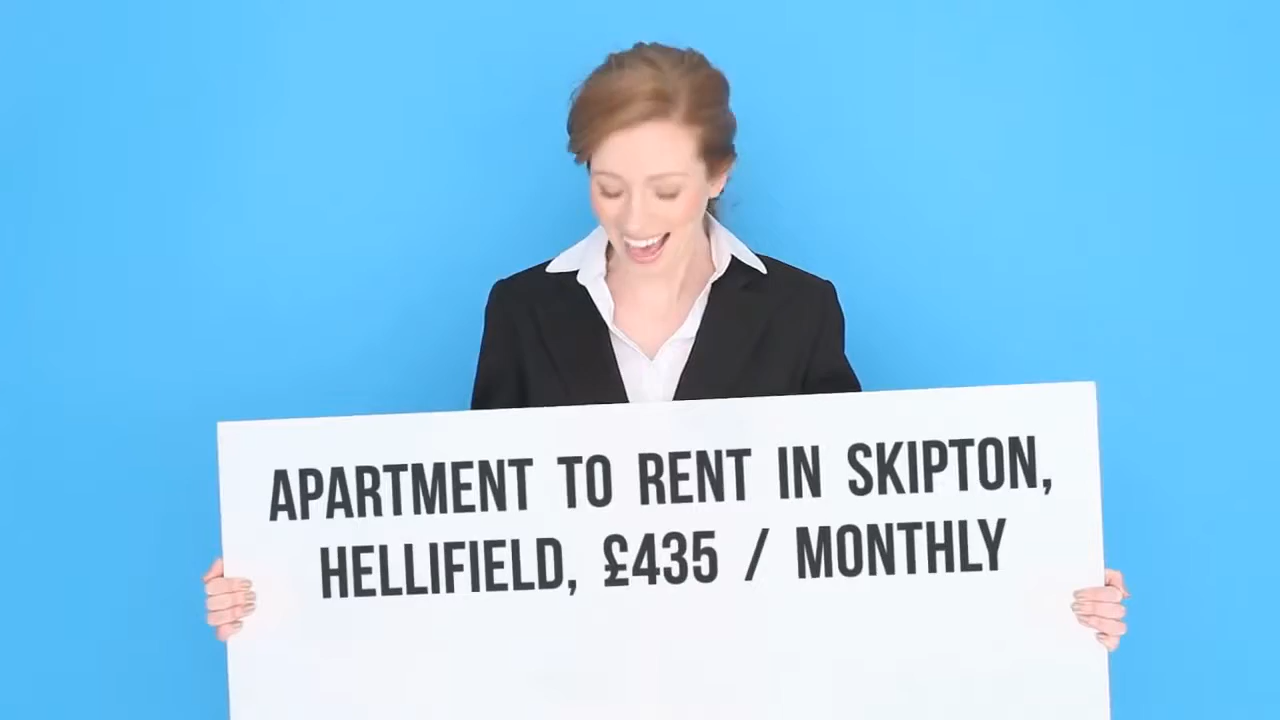 APARTMENT TO RENT IN SKIPTON,
HELLIFIELD, £435 / MONTHLY